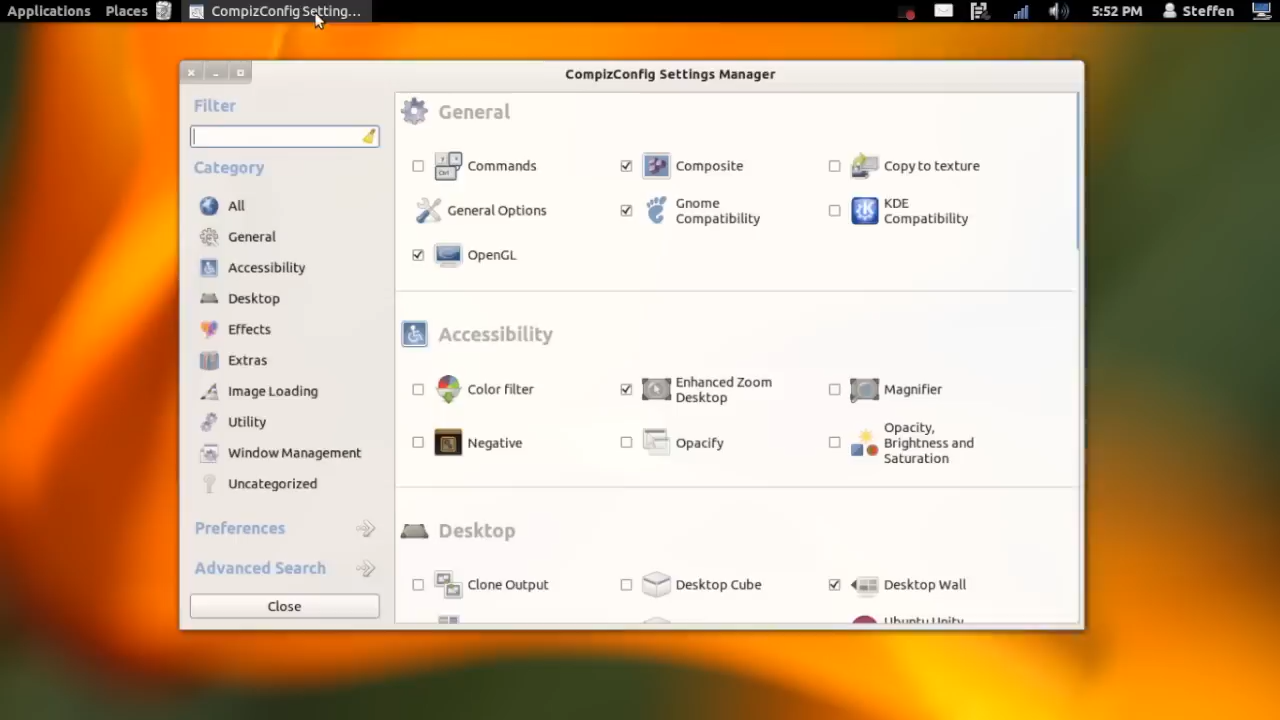 Applications Places CompizConfig Setting... 5:52 PM Steffen
CompizConfig Settings Manager
Filter
Category
All
General
Accessibility
Desktop
Effects
Extras
Image Loading
Utility
Window Management
Uncategorized
Preferences
Advanced Search
Close
General
Commands
Composite
Copy to texture
General Options
Gnome
Compatibility
KDE
Compatibility
OpenGL
Accessibility
Color filter
Enhanced Zoom
Desktop
Magnifier
Negative
Opacify
Opacity,
Brightness and
Saturation
Desktop
Clone Output
Desktop Cube
Desktop Wall
Ubuntu Unity